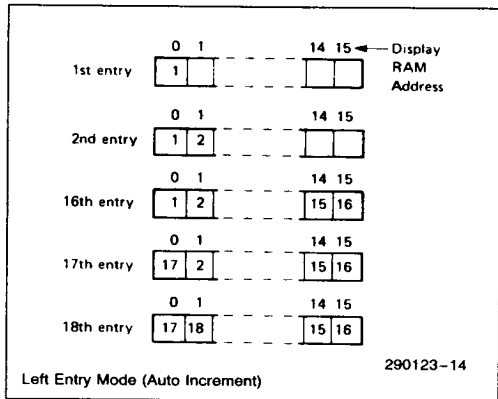 0 1 14 15 Display
1st entry 1 RAM
Address
0 1 14 15
2nd entry 1 2
0 1 14 15
16th entry 1 2 15 16
0 1 14 15
17th entry 17 2 15 16
0 1 14 15
18th entry 17 18 15 16
290123-14
Left Entry Mode (Auto Increment)